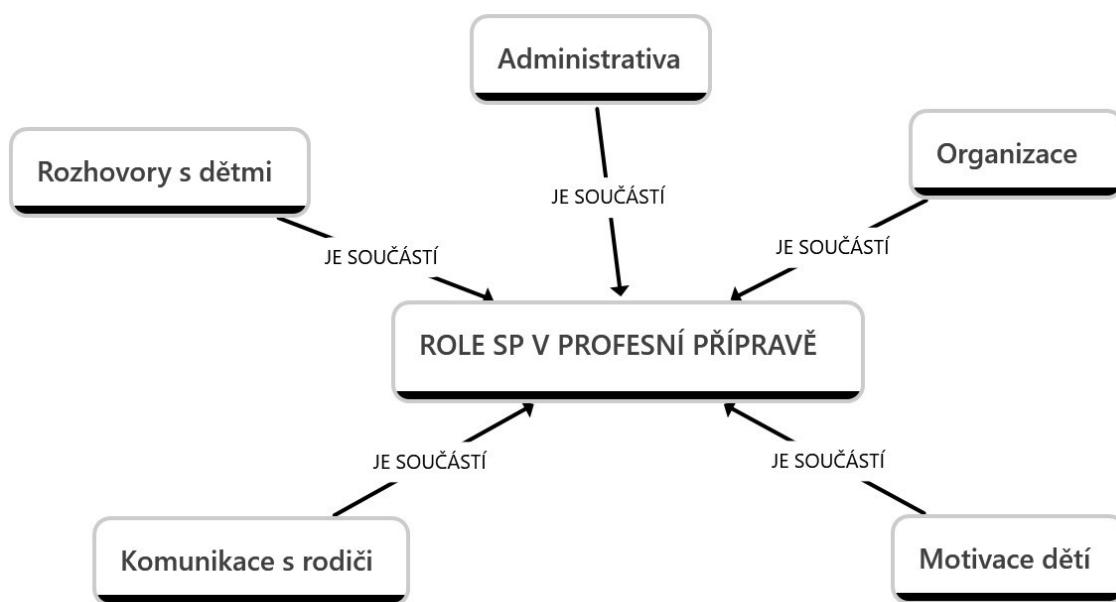 Administrativa
Organizace
Rozhovory s dětmi
JE SOUČÁSTÍ
JE SOUČÁSTÍ
JE SOUČÁSTÍ
ROLE SP V PROFESNÍ PŘÍPRAVĚ
JE SOUČÁSTÍ
JE SOUČÁSTÍ
Komunikace s rodiči
Motivace dětí